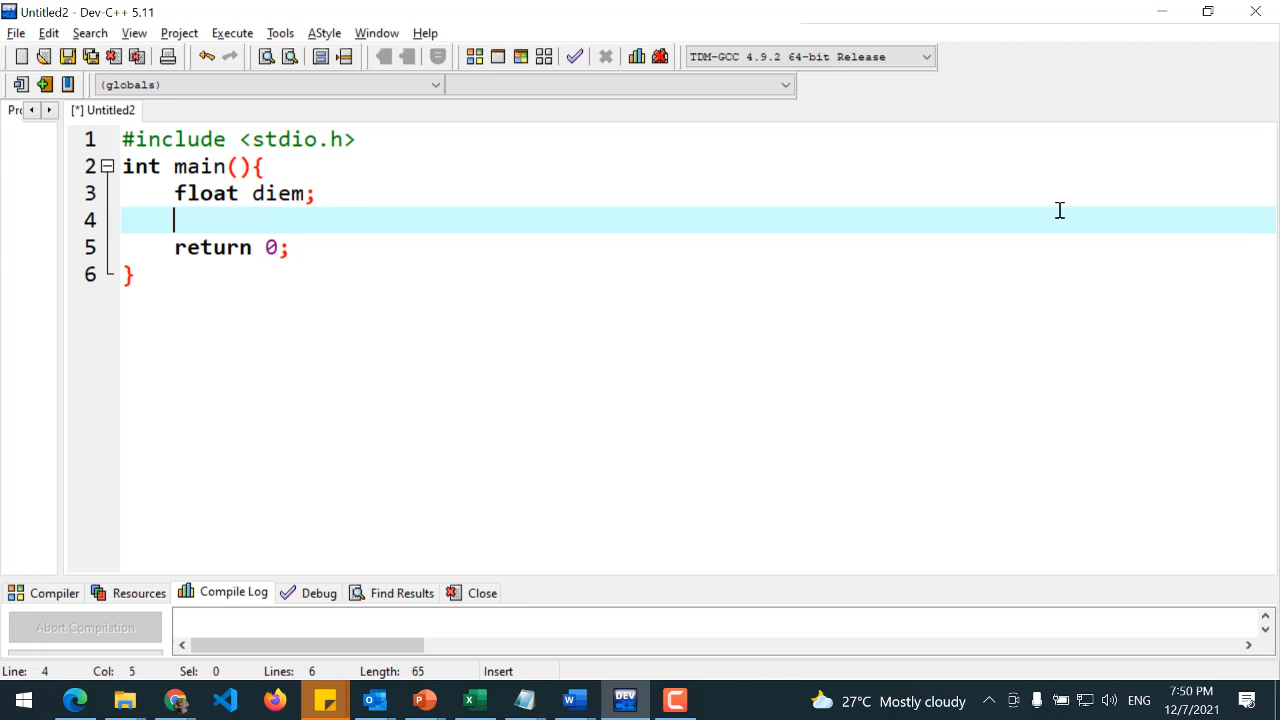 Untitled2 - Dev-C++ 5.11
File Edit Search View Project Execute Tools AStyle Window Help
TDM-GCC 4.9.2 64-bit Release
(globals)
[*] Untitled2
1 #include <stdio.h>
2 int main(){
3 float diem;
4
5 return 0;
6 }
Compiler Resources Compile Log Debug Find Results Close
Abort Compilation
Line: 4 Col: 5 Sel: 0 Lines: 6 Length: 65 Insert
27°C Mostly cloudy ENG 7:50 PM
12/7/2021